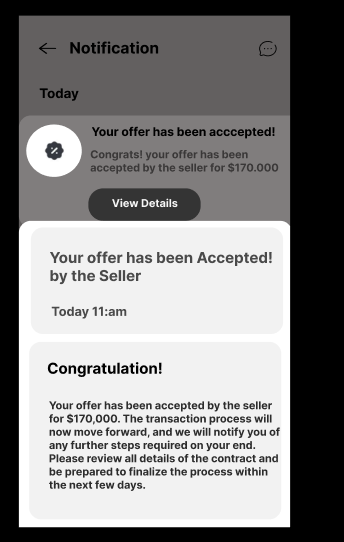 Notification
Today
Your offer has been acccepted!
Congrats! your offer has been
accepted by the seller for $170.000
View Details
Your offer has been Accepted!
by the Seller
Today 11:am
Congratulation!
Your offer has been accepted by the seller
for $170,000. The transaction process will
now move forward, and we will notify you of
any further steps required on your end.
Please review all details of the contract and
be prepared to finalize the process within
the next few days.